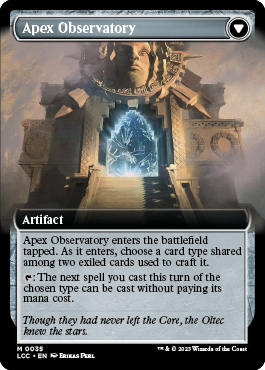 Apex Observatory
Artifact
Apex Observatory enters the battlefield
tapped. As it enters, choose a card type shared
among two exiled cards used to craft it.
: The next spell you cast this turn of the
chosen type can be cast without paying its
mana cost.
Though they had never left the Core, the Oltec
knew the stars.
M 0035
LCC • EN Erikas Perl
™ & © 2023 Wizards of the Coast